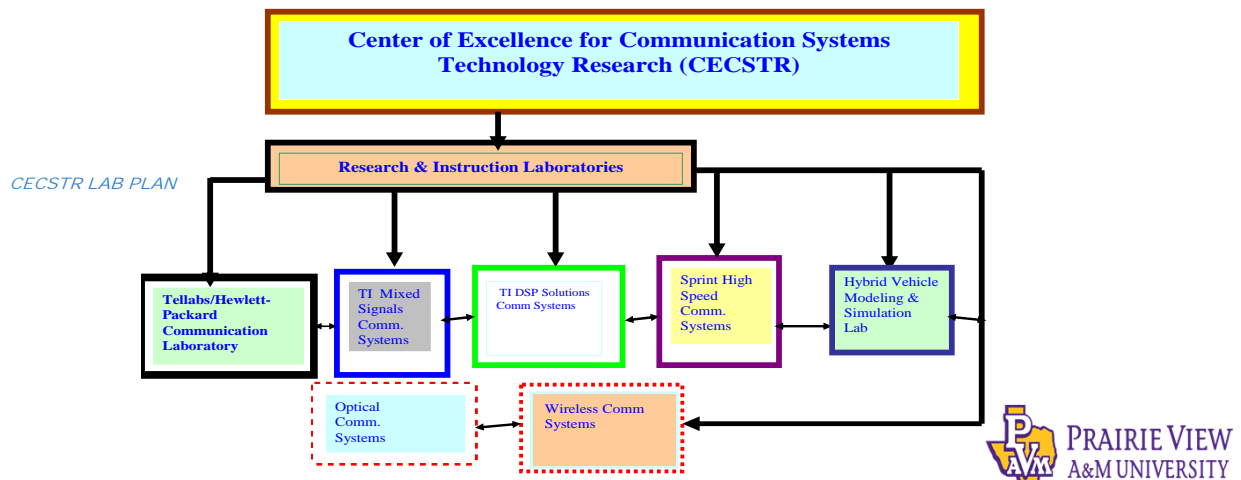 Center of Excellence for Communication Systems
Technology Research (CECSTR)
Research & Instruction Laboratories
CECSTR LAB PLAN
Tellabs/Hewlett-
Packard
Communication
Laboratory
TI Mixed
Signals
Comm.
Systems
TI DSP Solutions
Comm Systems
Sprint High
Speed
Comm.
Systems
Hybrid Vehicle
Modeling &
Simulation
Lab
Optical
Comm.
Systems
Wireless Comm
Systems
PVAMU
PRAIRIE VIEW
A&M UNIVERSITY